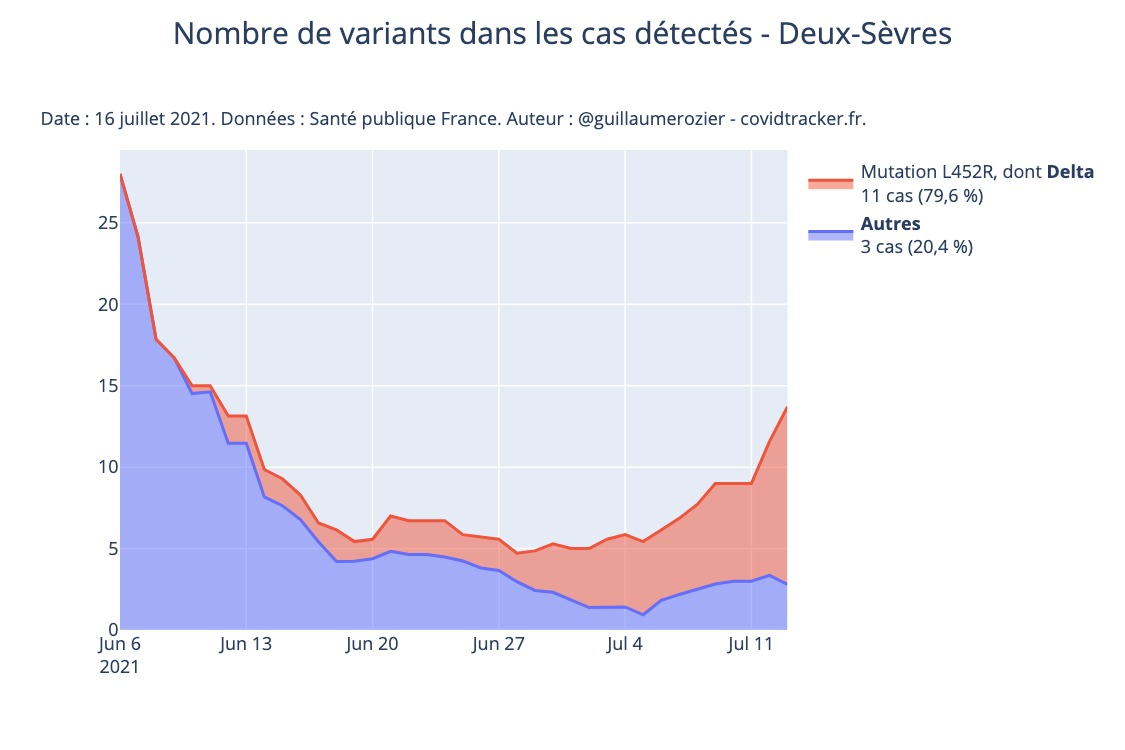 Nombre de variants dans les cas détectés - Deux-Sèvres
Date : 16 juillet 2021. Données : Santé publique France. Auteur : @guillaumerozier - covidtracker.fr.
Mutation L452R, dont Delta
11 cas (79,6 %)
Autres
3 cas (20,4 %)
25
20
15
10
5
0
Jun 6
2021
Jun 13
Jun 20
Jun 27
Jul 4
Jul 11